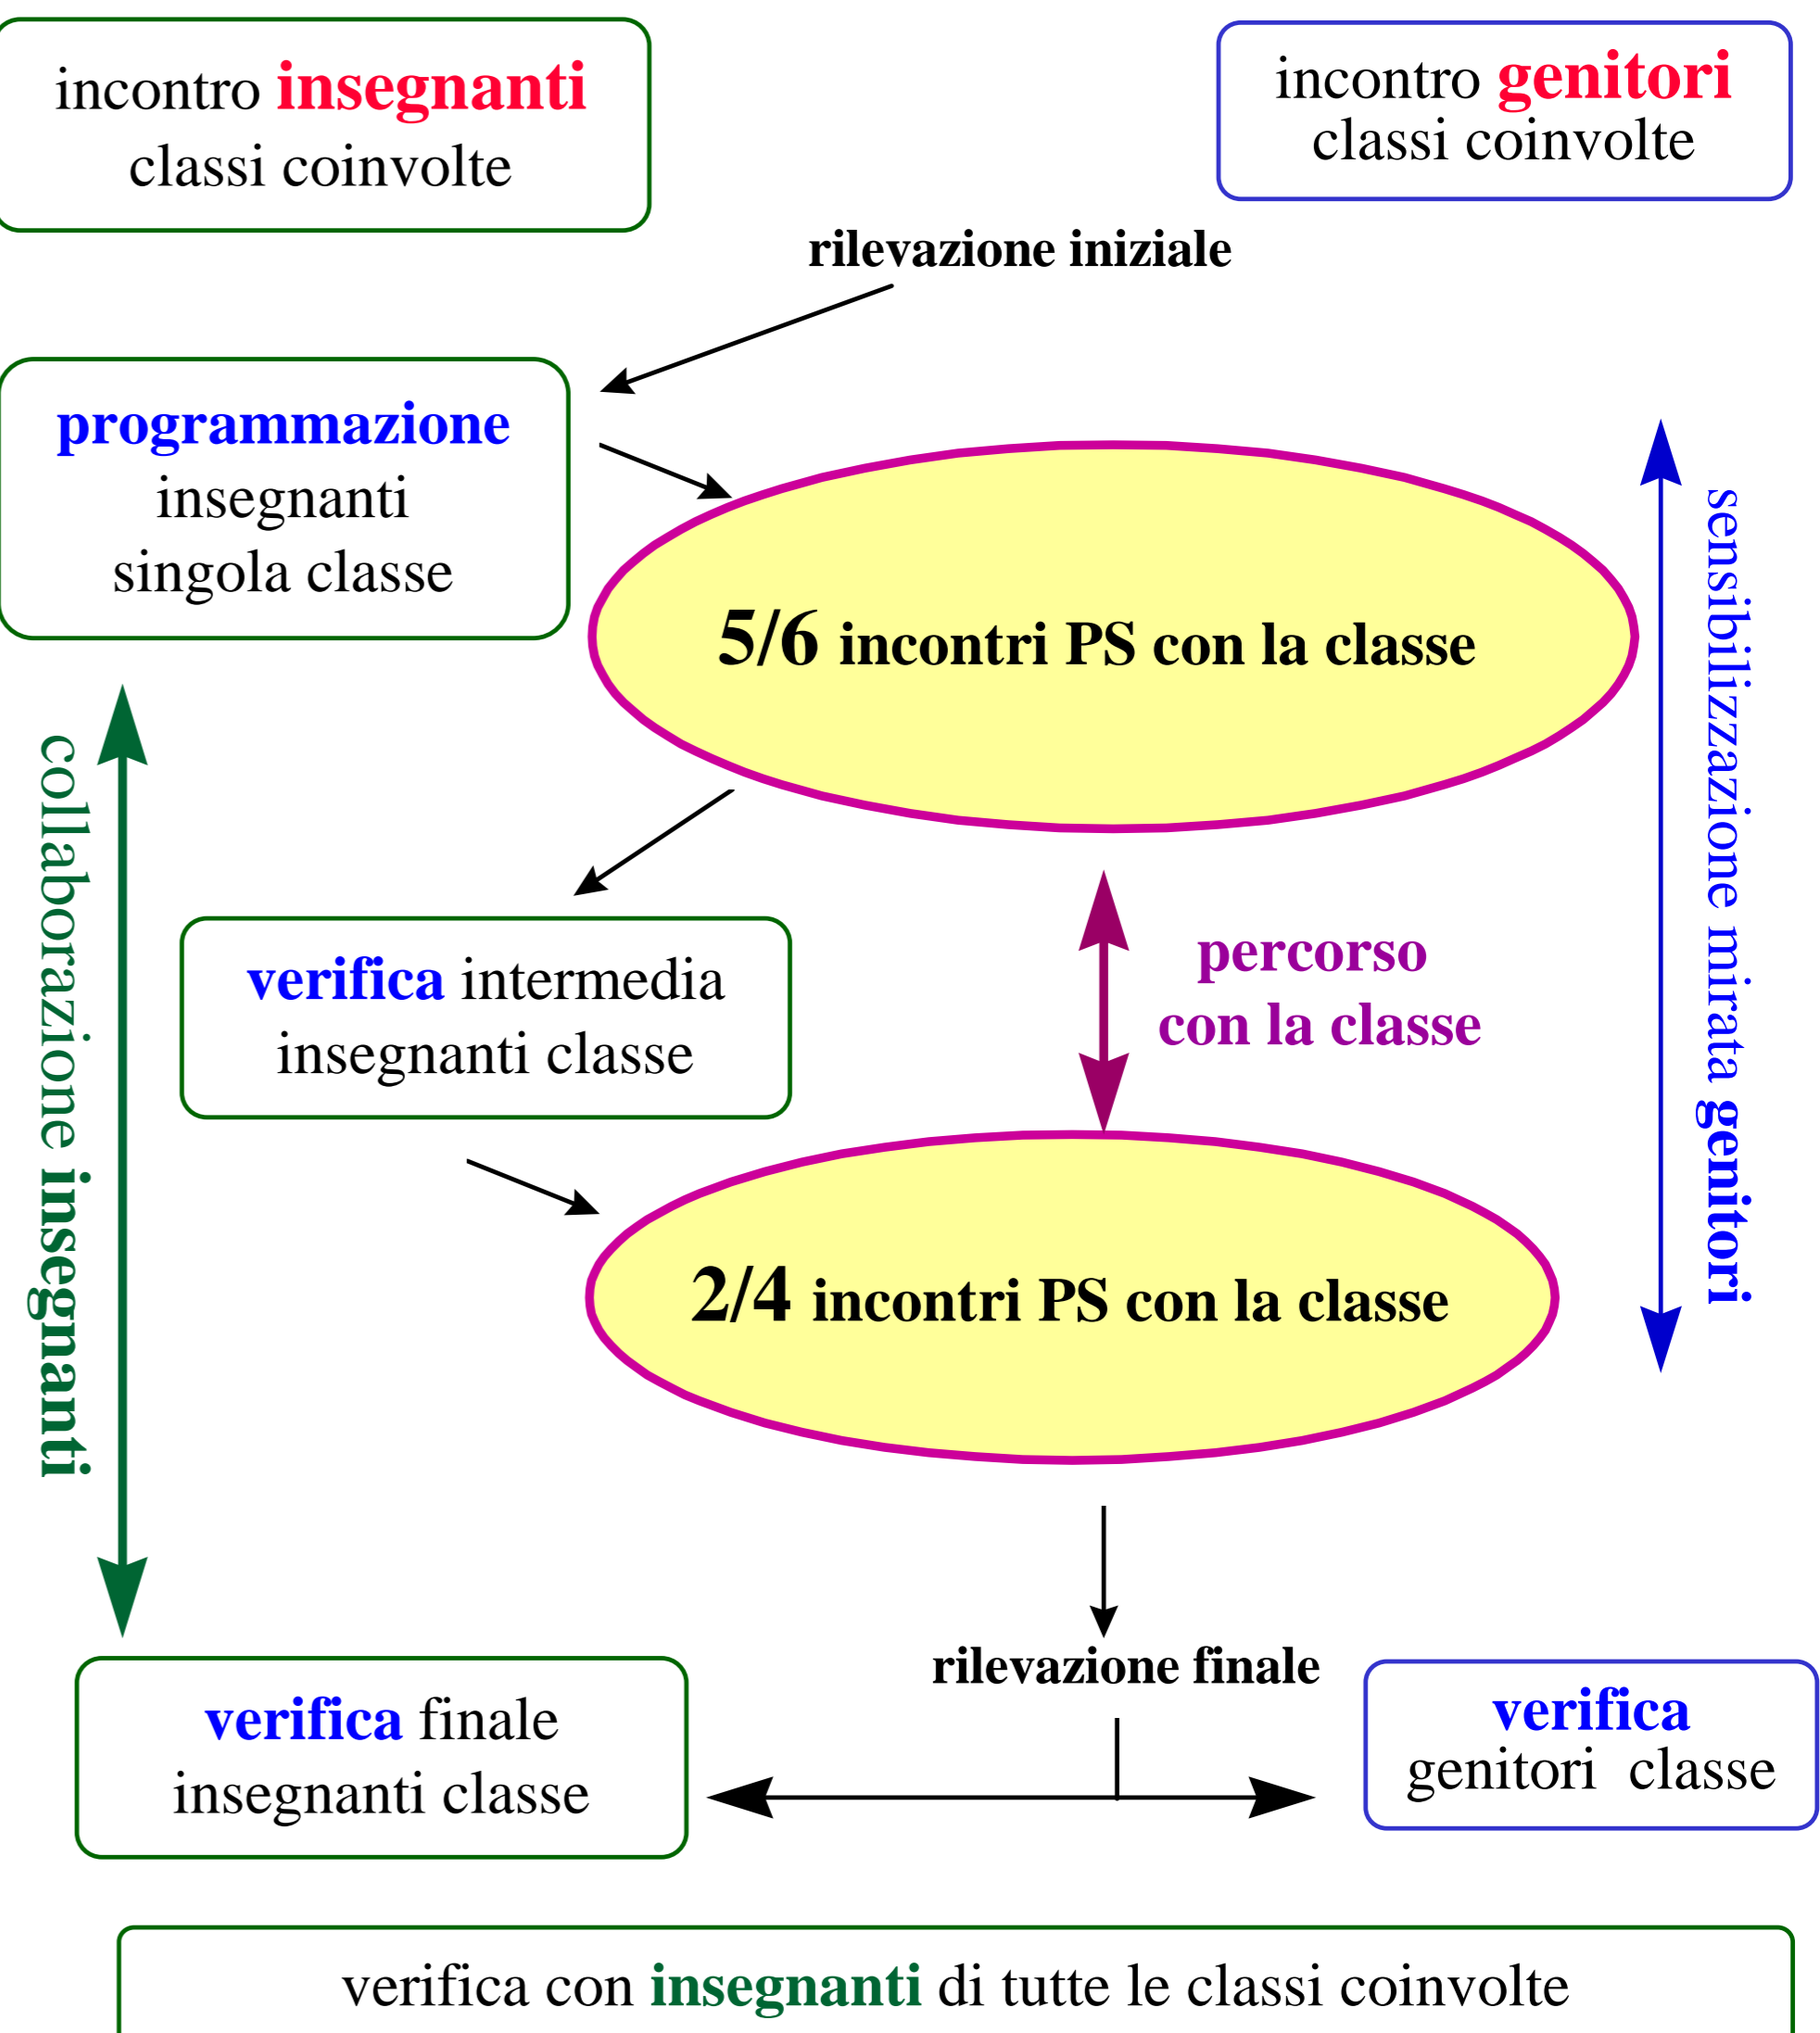 incontro insegnanti
classi coinvolte
incontro genitori
classi coinvolte
rilevazione iniziale
programmazione
insegnanti
singola classe
5/6 incontri PS con la classe
sensibilizzazione mirata genitori
collaborazione insegnanti
verifica intermedia
insegnanti classe
percorso
con la classe
2/4 incontri PS con la classe
rilevazione finale
verifica finale
insegnanti classe
verifica
genitori classe
verifica con insegnanti di tutte le classi coinvolte